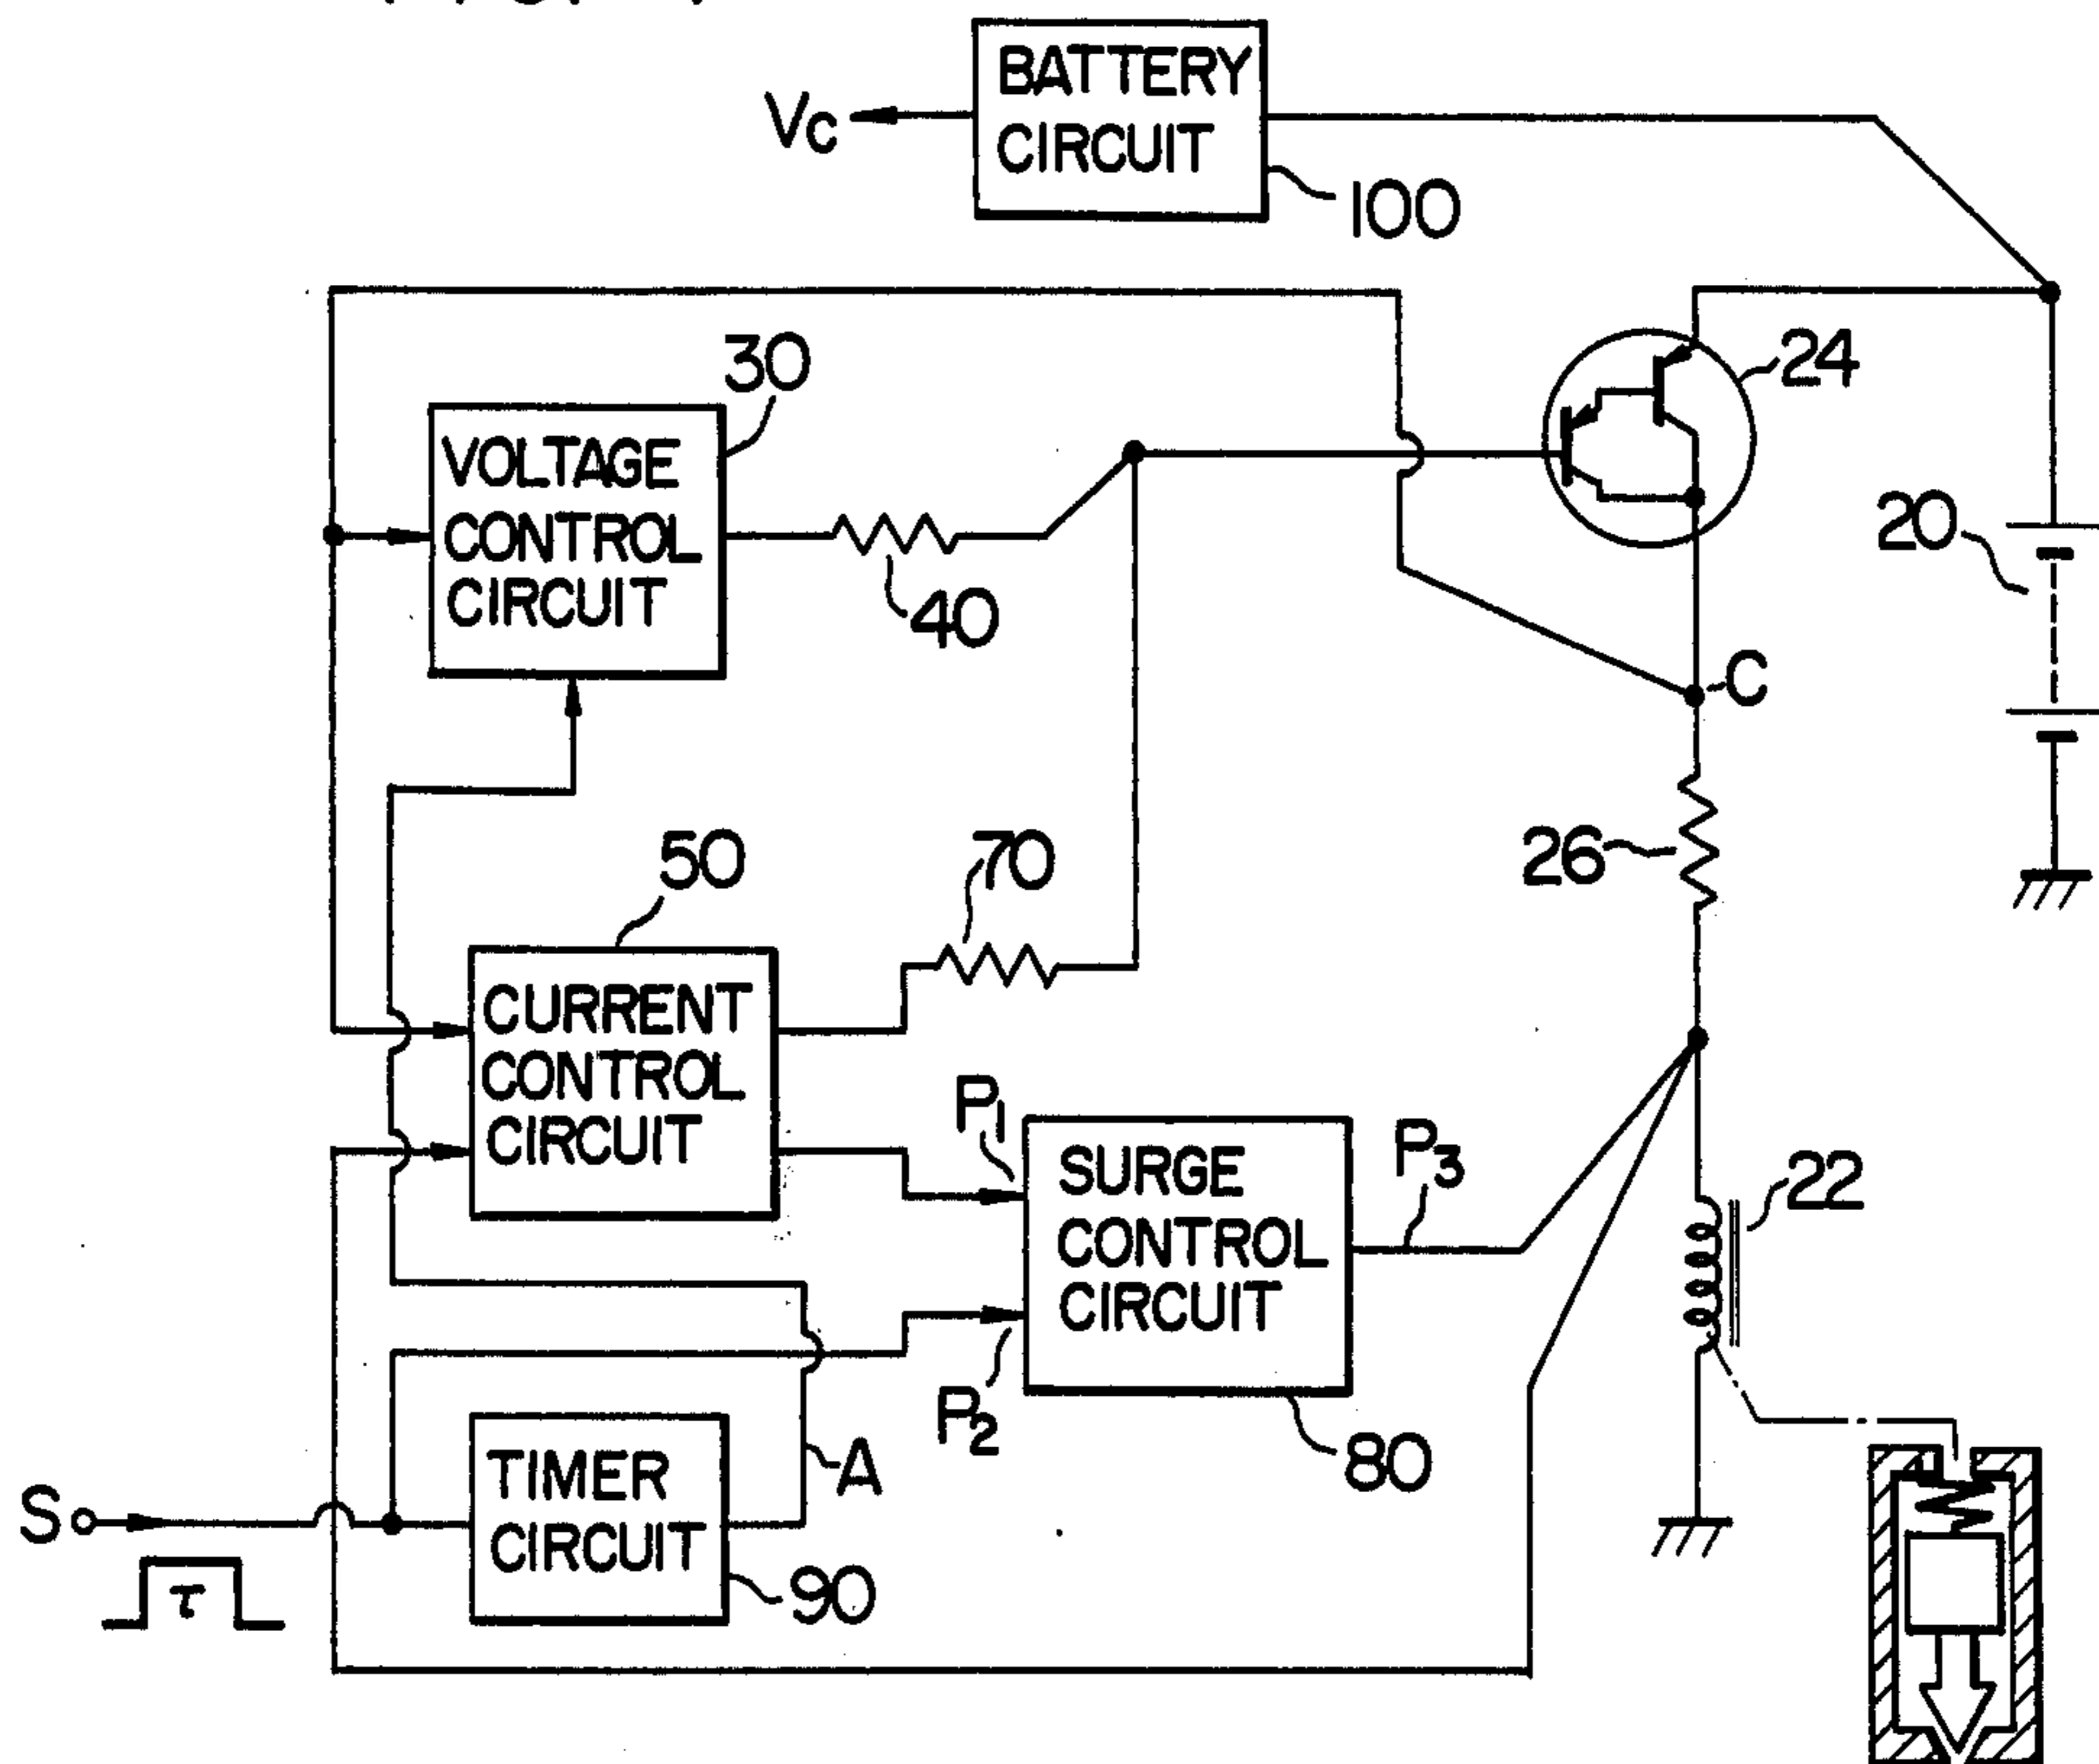 BATTERY
CIRCUIT
Vc
100
30
24
VOLTAGE
CONTROL
CIRCUIT
20
40
C
50
70
26
CURRENT
CONTROL
CIRCUIT
P1
SURGE
CONTROL
CIRCUIT
P3
22
P2
80
A
S
TIMER
CIRCUIT
τ
90